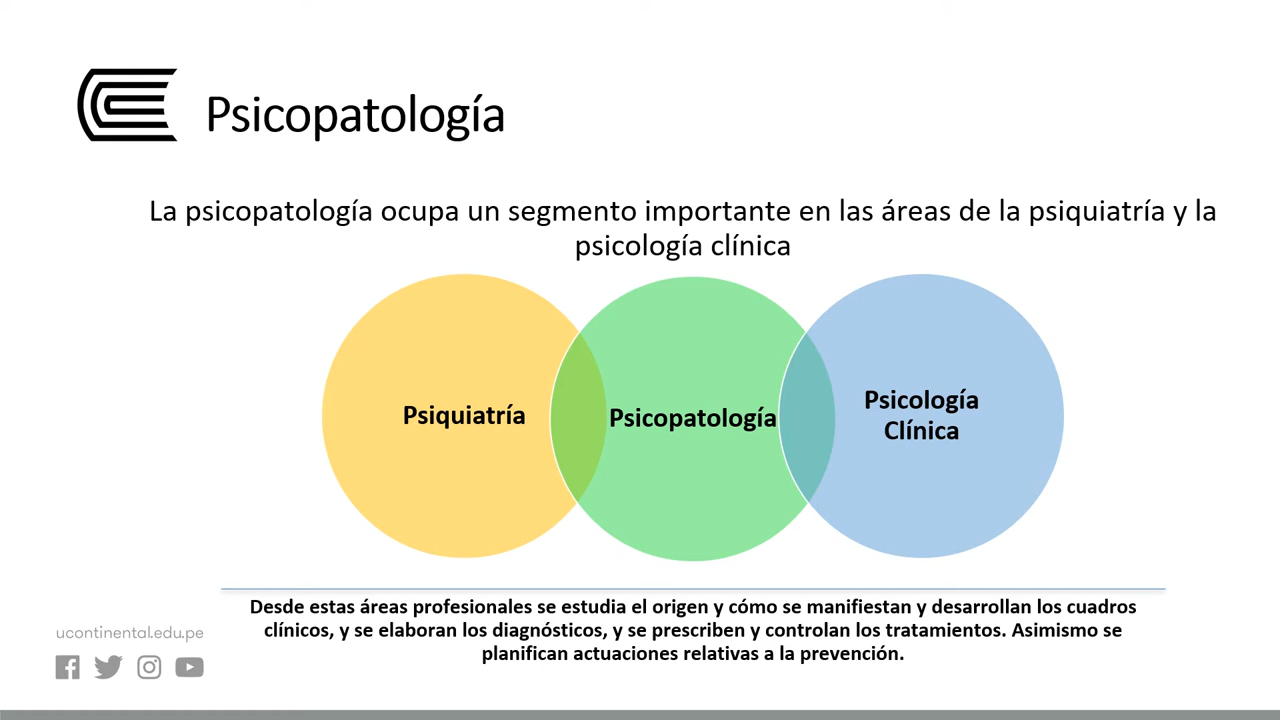 Psicopatología
La psicopatología ocupa un segmento importante en las áreas de la psiquiatría y la
psicología clínica
Psiquiatría
Psicopatología
Psicología
Clínica
Desde estas áreas profesionales se estudia el origen y cómo se manifiestan y desarrollan los cuadros
clínicos, y se elaboran los diagnósticos, y se prescriben y controlan los tratamientos. Asimismo se
planifican actuaciones relativas a la prevención.
ucontinental.edu.pe